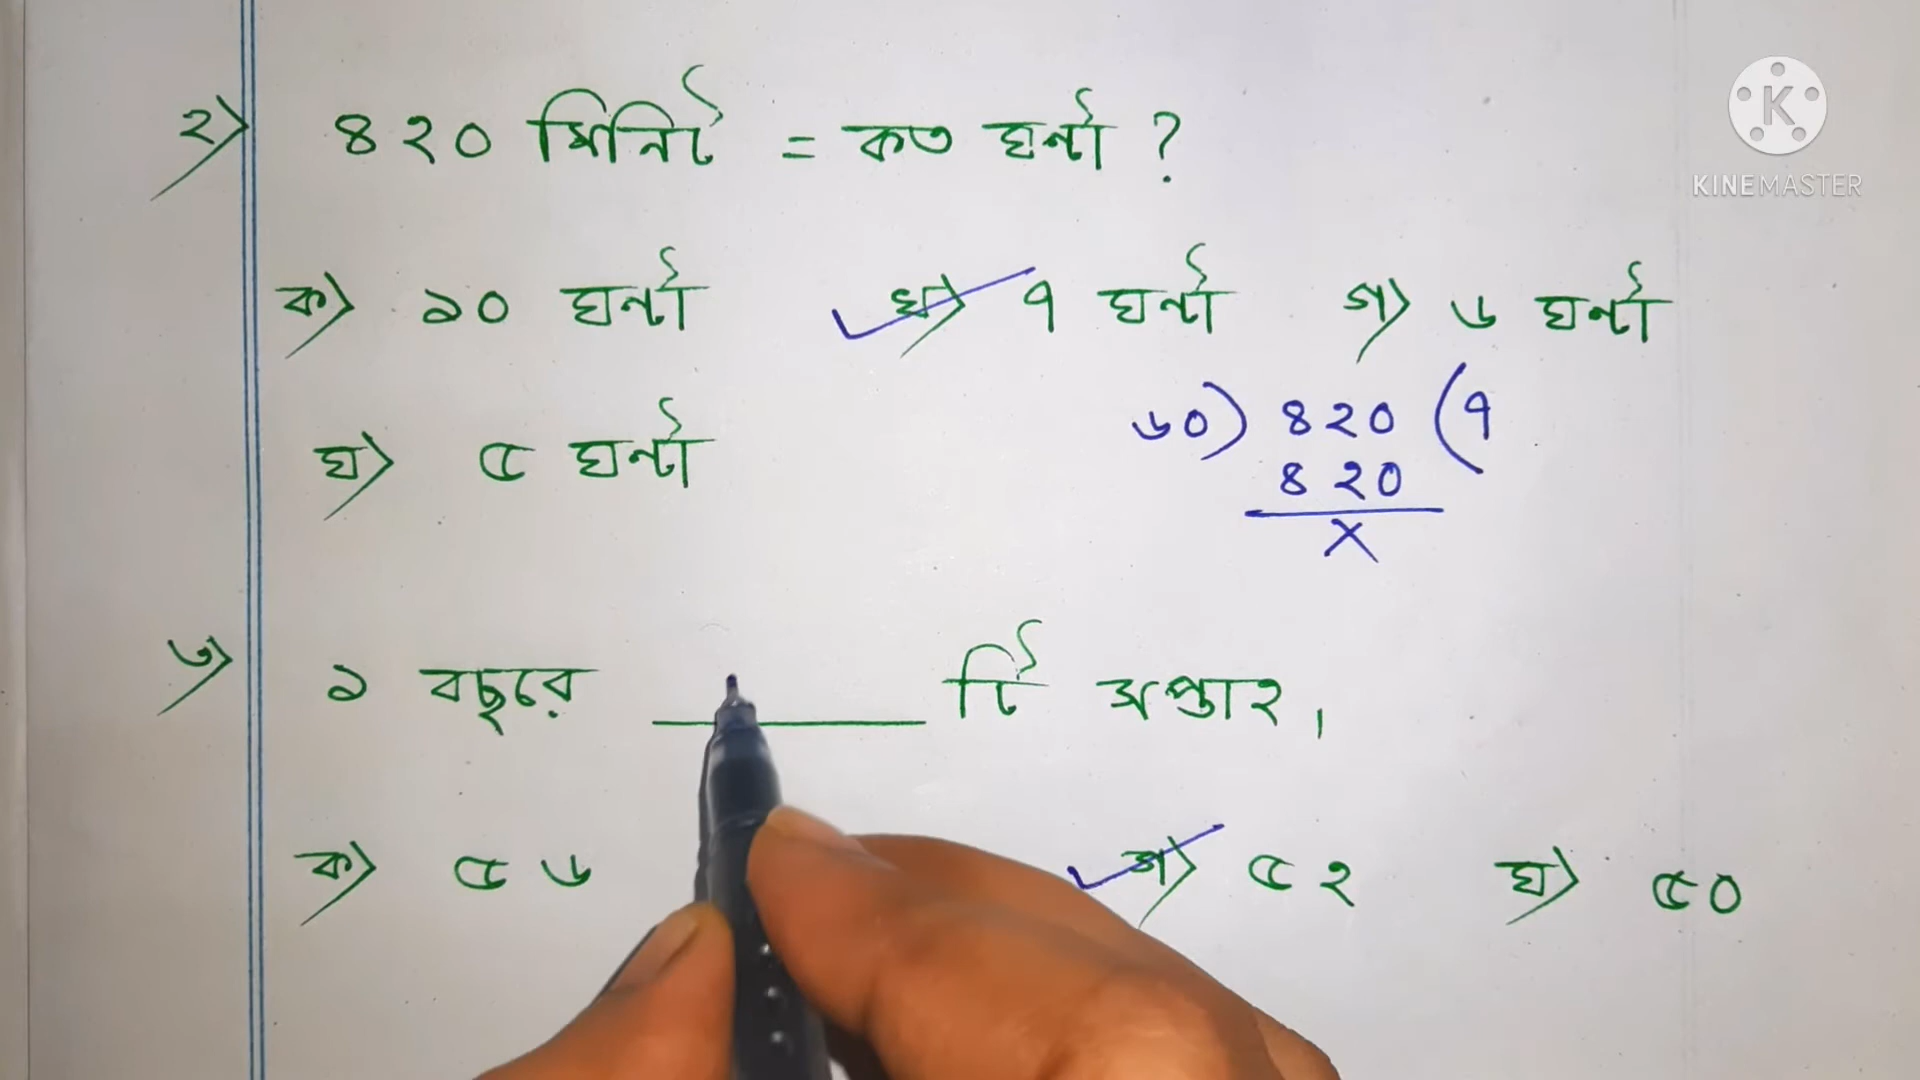 ২) ৪২০ মিনিট = কত ঘন্টা ?
KINEMASTER
ক) ১০ ঘন্টা খ) ৭ ঘন্টা গ) ৬ ঘন্টা
ঘ) ৫ ঘন্টা
৬০) ৪২০ (৭
৪২০
X
৩) ১ বছরে ______ টি সপ্তাহ ।
ক) ৫৬ গ) ৫২ ঘ) ৫০